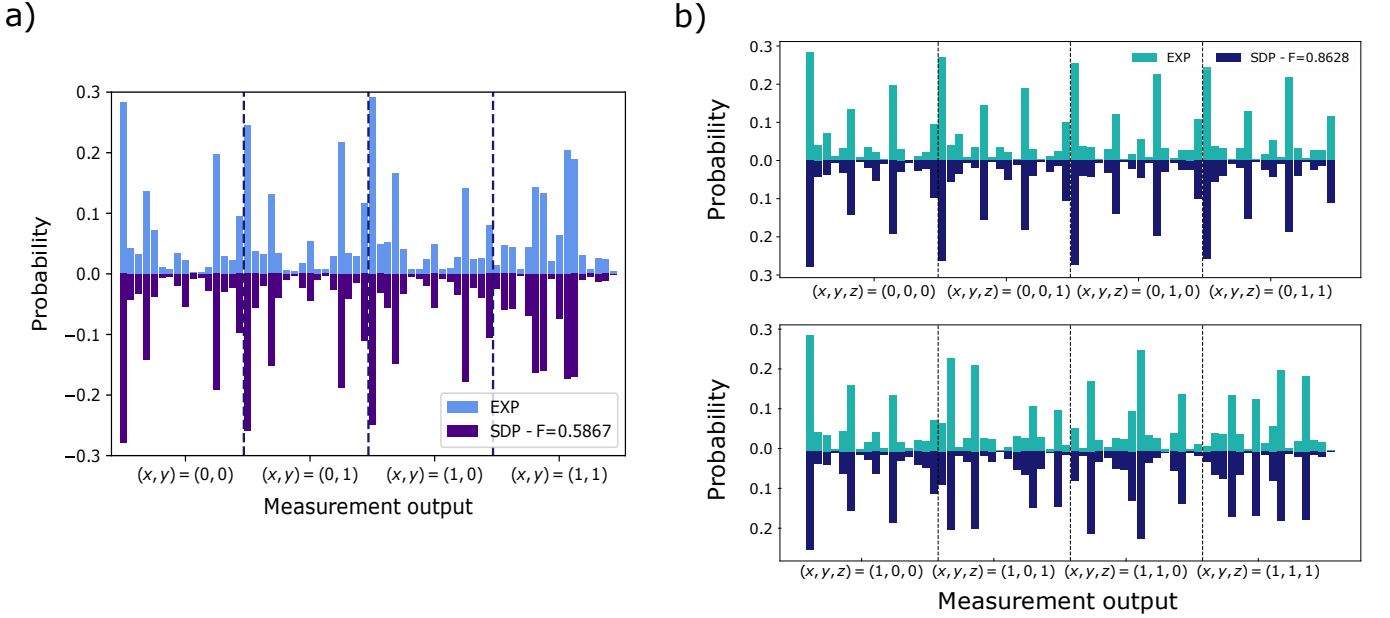 a)
0.3
0.2
0.1
0.0
−0.1
−0.2
−0.3
Probability
EXP
SDP - F=0.5867
(x, y) = (0, 0)
(x, y) = (0, 1)
(x, y) = (1, 0)
(x, y) = (1, 1)
Measurement output
b)
0.3
0.2
0.1
0.0
0.1
0.2
0.3
Probability
EXP
SDP - F=0.8628
(x, y, z) = (0, 0, 0)
(x, y, z) = (0, 0, 1)
(x, y, z) = (0, 1, 0)
(x, y, z) = (0, 1, 1)
0.3
0.2
0.1
0.0
0.1
0.2
Probability
(x, y, z) = (1, 0, 0)
(x, y, z) = (1, 0, 1)
(x, y, z) = (1, 1, 0)
(x, y, z) = (1, 1, 1)
Measurement output